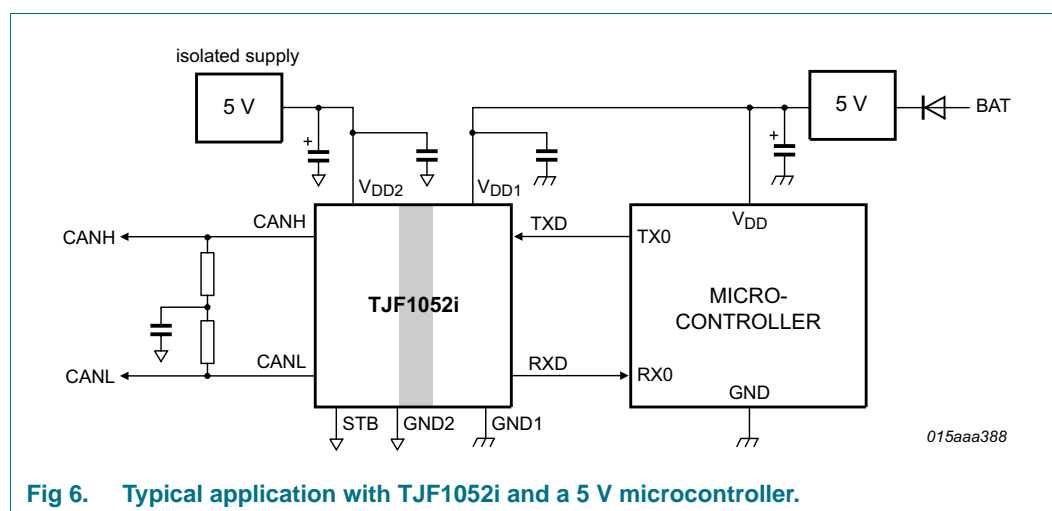 isolated supply
5 V
5 V
BAT
+
+
VDD2
VDD1
CANH
CANH
TXD
TX0
VDD
TJF1052i
MICRO-
CONTROLLER
CANL
CANL
RXD
RX0
GND
STB
GND2
GND1
015aaa388
Fig 6. Typical application with TJF1052i and a 5 V microcontroller.